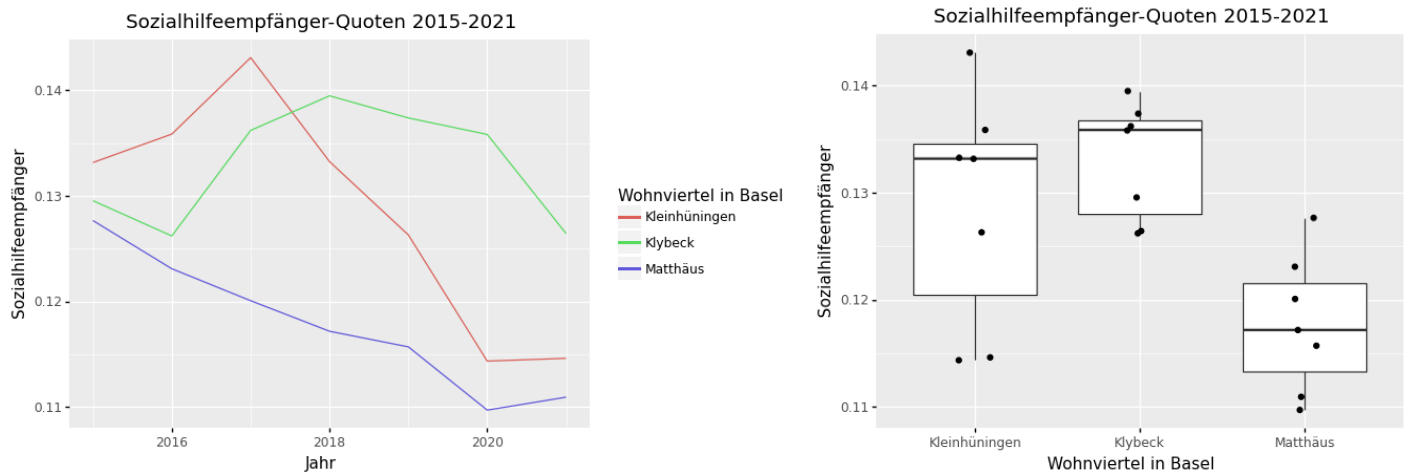 Sozialhilfeempfänger-Quoten 2015-2021
0.14
0.13
0.12
0.11
Sozialhilfeempfänger
2016
2018
2020
Jahr
Wohnviertel in Basel
Kleinhüningen
Klybeck
Matthäus
Sozialhilfeempfänger-Quoten 2015-2021
0.14
0.13
0.12
0.11
Sozialhilfeempfänger
Kleinhüningen
Klybeck
Matthäus
Wohnviertel in Basel